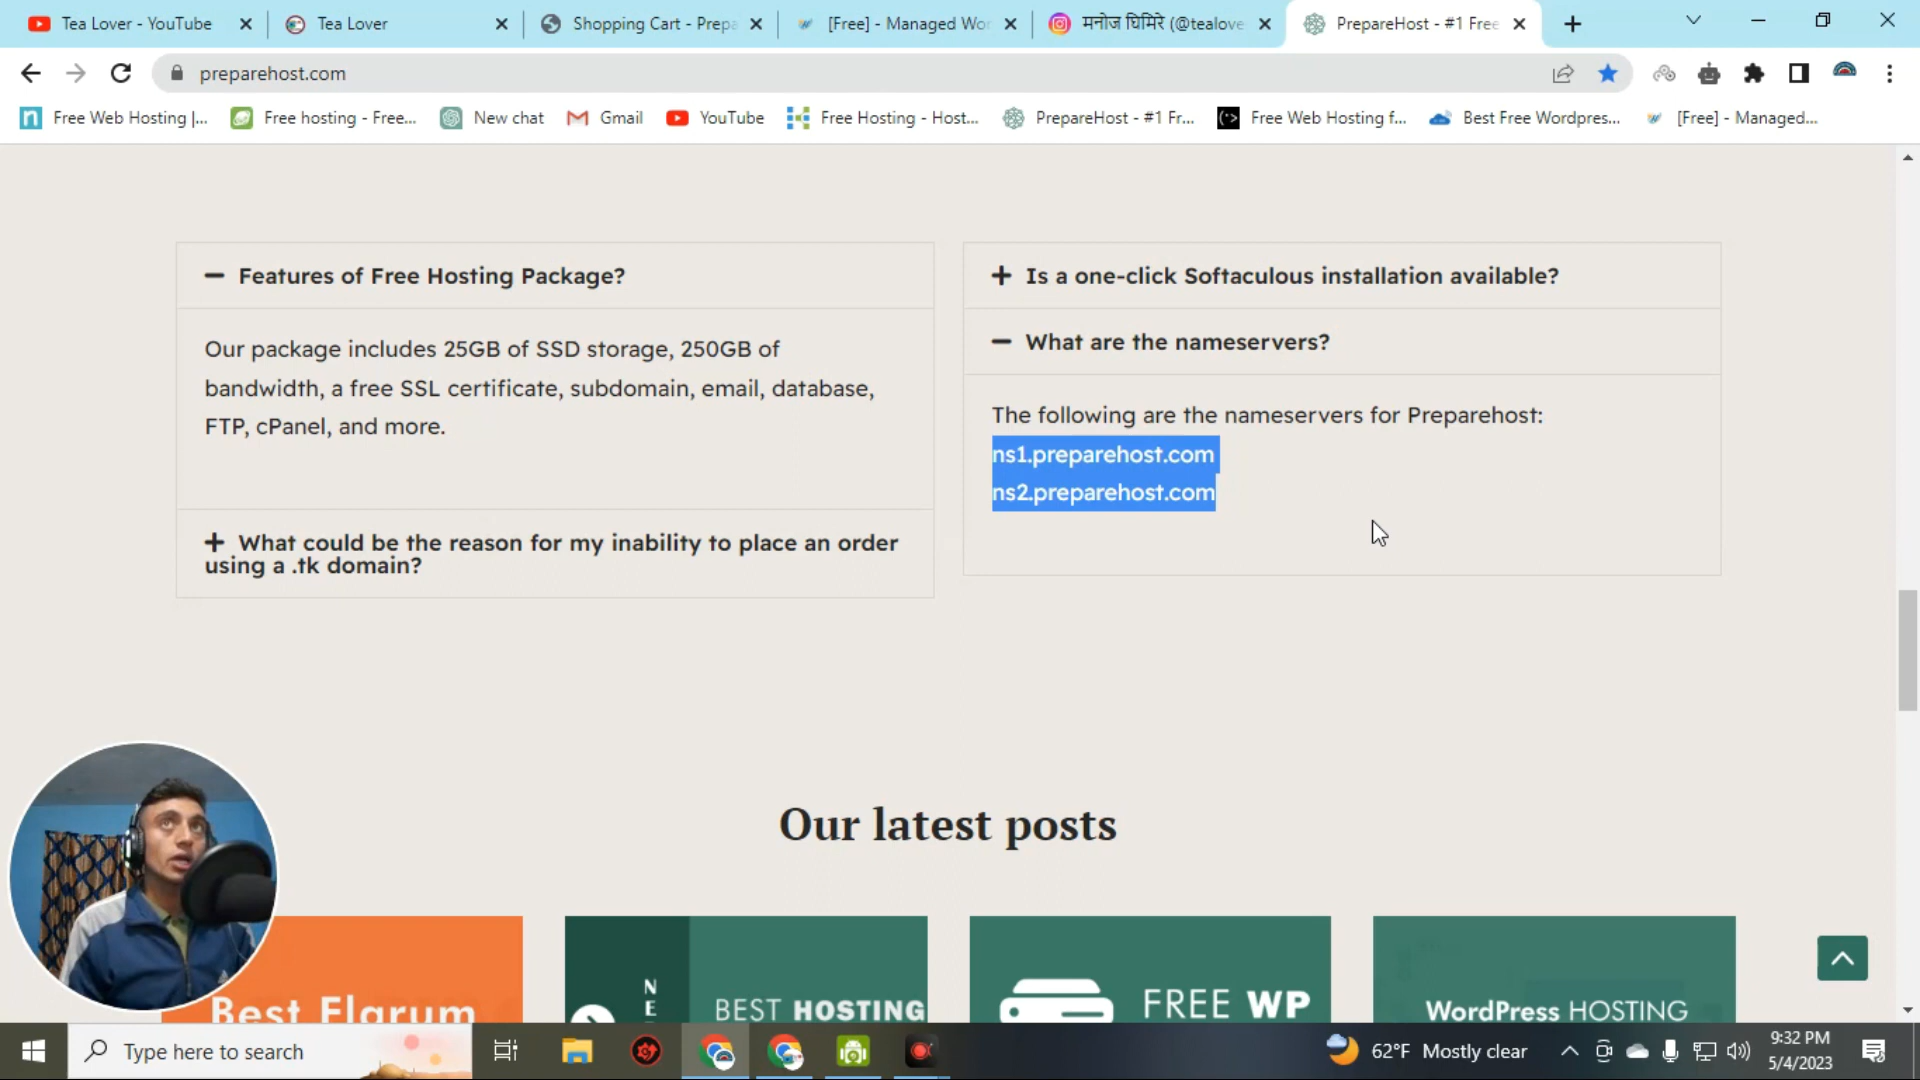 Tea Lover - YouTube
Tea Lover
Shopping Cart - Prepa
[Free] - Managed Wor
मनोज घिमिरे (@tealove
PrepareHost - #1 Free
preparehost.com
Free Web Hosting |...
Free hosting - Free...
New chat
Gmail
YouTube
Free Hosting - Host...
PrepareHost - #1 Fr...
Free Web Hosting f...
Best Free Wordpres...
[Free] - Managed...
Features of Free Hosting Package?
Our package includes 25GB of SSD storage, 250GB of
bandwidth, a free SSL certificate, subdomain, email, database,
FTP, cPanel, and more.
What could be the reason for my inability to place an order
using a .tk domain?
Is a one-click Softaculous installation available?
What are the nameservers?
The following are the nameservers for Preparehost:
ns1.preparehost.com
ns2.preparehost.com
Our latest posts
Best Flarum
N
E
BEST HOSTING
FREE WP
WordPress HOSTING
Type here to search
62°F Mostly clear
9:32 PM
5/4/2023